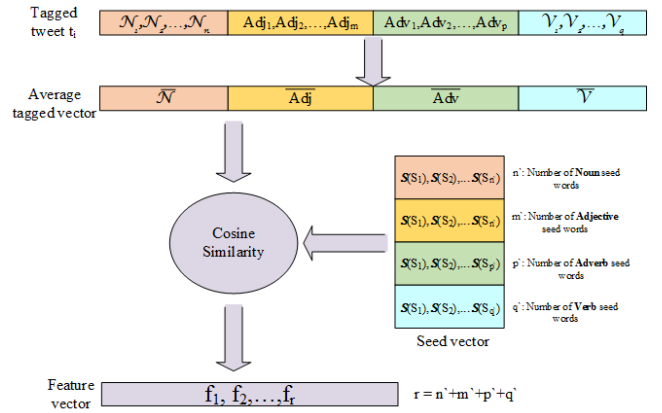 Tagged tweet tᵢ
𝒩₁,𝒩₂,...,𝒩ₙ
Adj₁,Adj₂,...,Adjₘ
Adv₁,Adv₂,...,Advₚ
𝒱₁,𝒱₂,...,𝒱q
Average tagged vector
𝒩̅
A̅d̅j̅
A̅d̅v̅
𝒱̅
Cosine
Similarity
S(S₁),S(S₂),...S(Sₙ`)
n`: Number of Noun seed
words
S(S₁),S(S₂),...S(Sₙ`)
m`: Number of Adjective
seed words
S(S₁),S(S₂),...S(Sₚ`)
p`: Number of Adverb seed
words
S(S₁),S(S₂),...S(Sq`)
q`: Number of Verb seed
words
Seed vector
Feature
vector
f₁, f₂,...,fᵣ
r = n`+m`+p`+q`